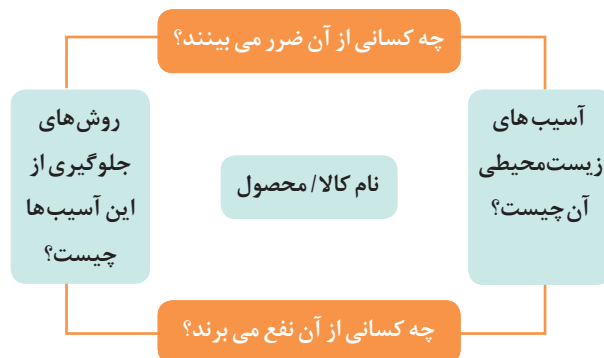 چه کسانی از آن ضرر می بینند؟
آسیب‌های
زیست‌محیطی
آن چیست؟
نام کالا/ محصول
روش‌های
جلوگیری از
این آسیب‌ها
چیست؟
چه کسانی از آن نفع می برند؟